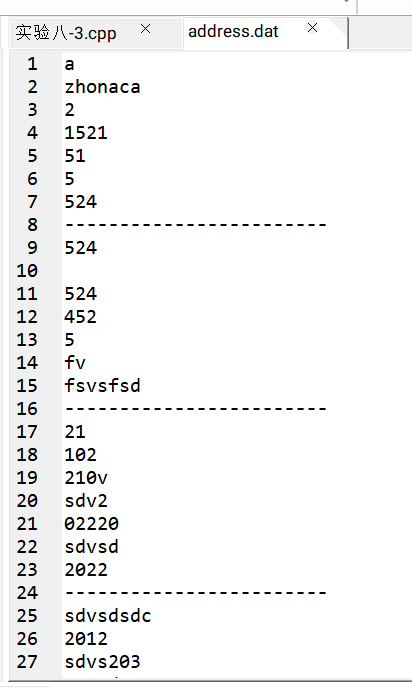 实验八-3.cpp × address.dat ×
1 a
2 zhonaca
3 2
4 1521
5 51
6 5
7 524
8 ------------------------
9 524
10
11 524
12 452
13 5
14 fv
15 fsvsfsd
16 ------------------------
17 21
18 102
19 210v
20 sdv2
21 02220
22 sdvsd
23 2022
24 ------------------------
25 sdvsdsdc
26 2012
27 sdvs203